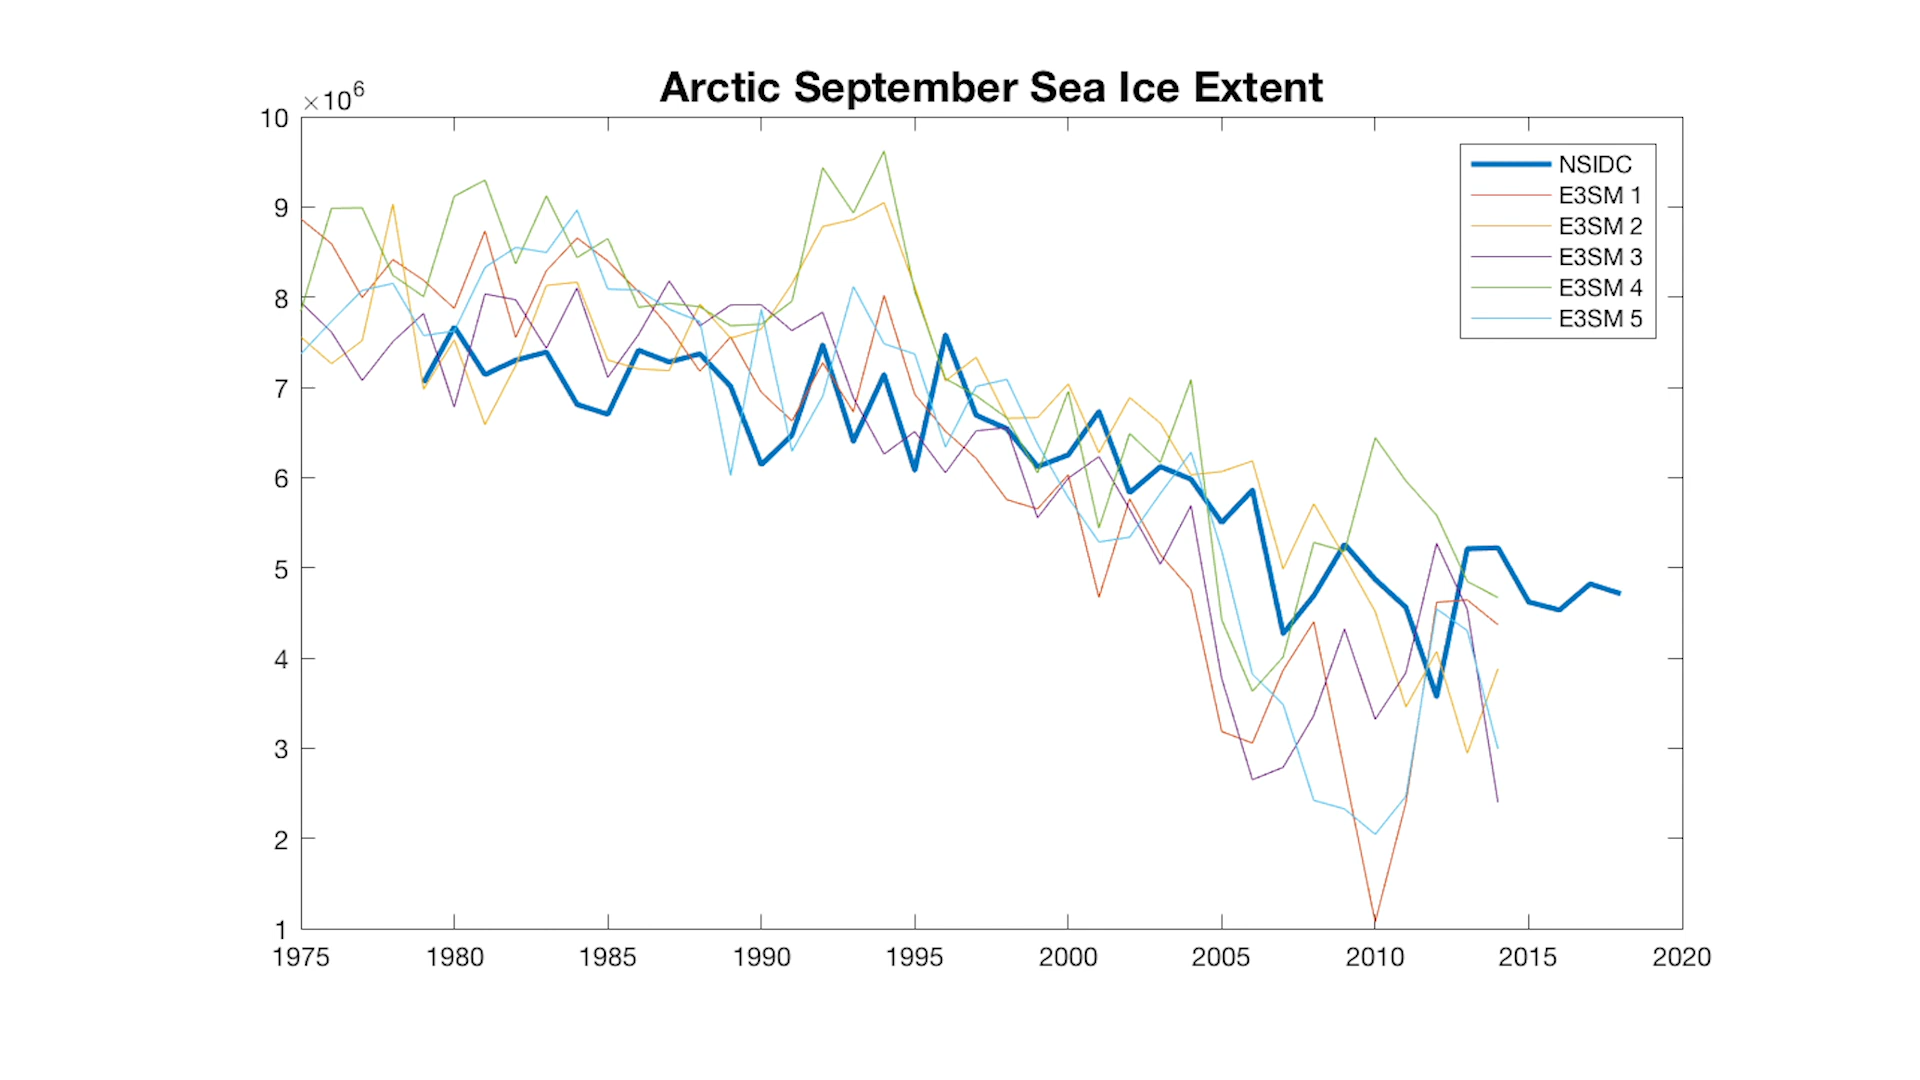 Arctic September Sea Ice Extent
×10⁶
10
9
8
7
6
5
4
3
2
1
1975 1980 1985 1990 1995 2000 2005 2010 2015 2020
NSIDC
E3SM 1
E3SM 2
E3SM 3
E3SM 4
E3SM 5